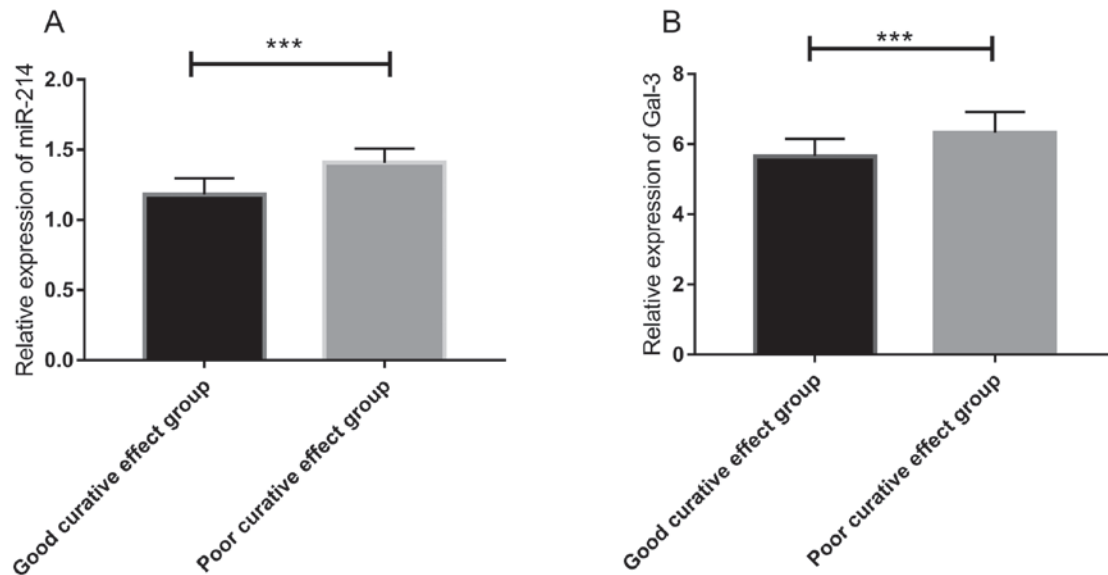 A
***
Relative expression of miR-214
2.0
1.5
1.0
0.5
0.0
Good curative effect group
Poor curative effect group
B
***
Relative expression of Gal-3
8
6
4
2
0
Good curative effect group
Poor curative effect group